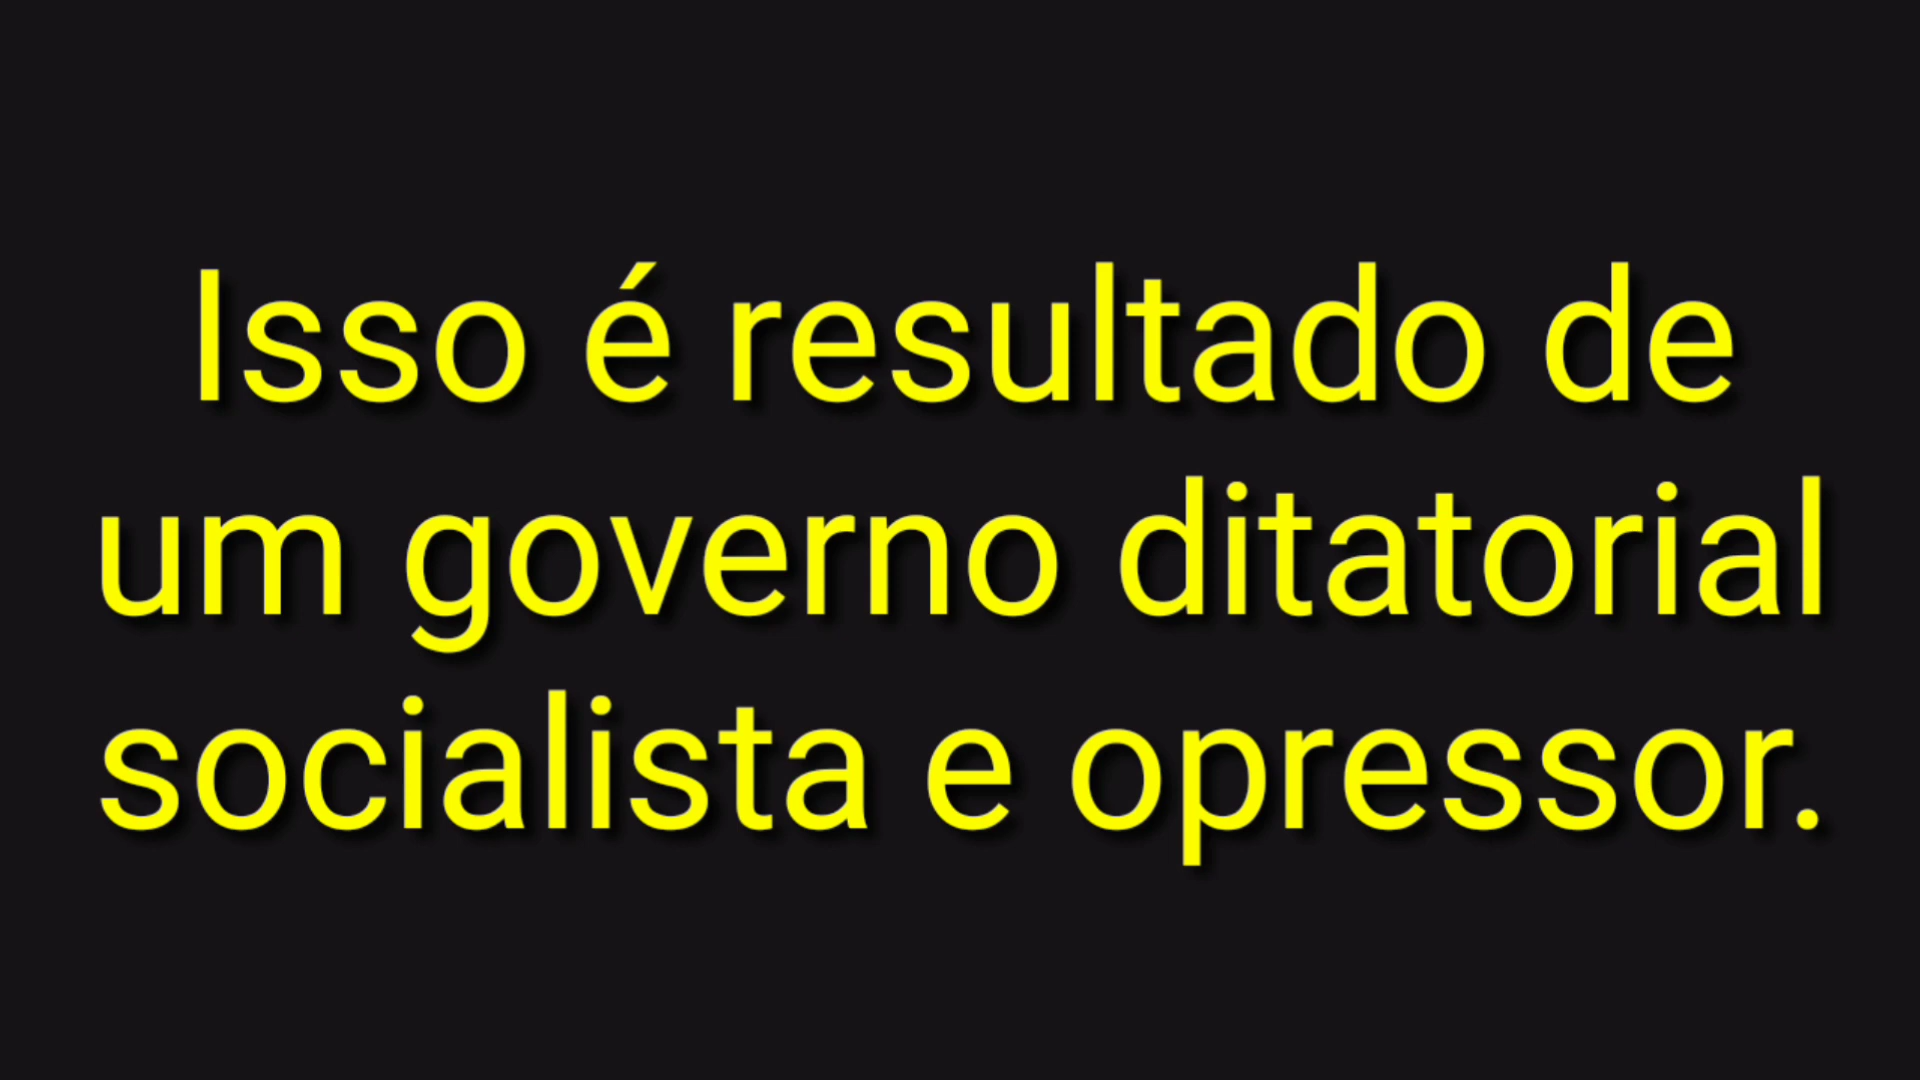 Isso é resultado de
um governo ditatorial
socialista e opressor.